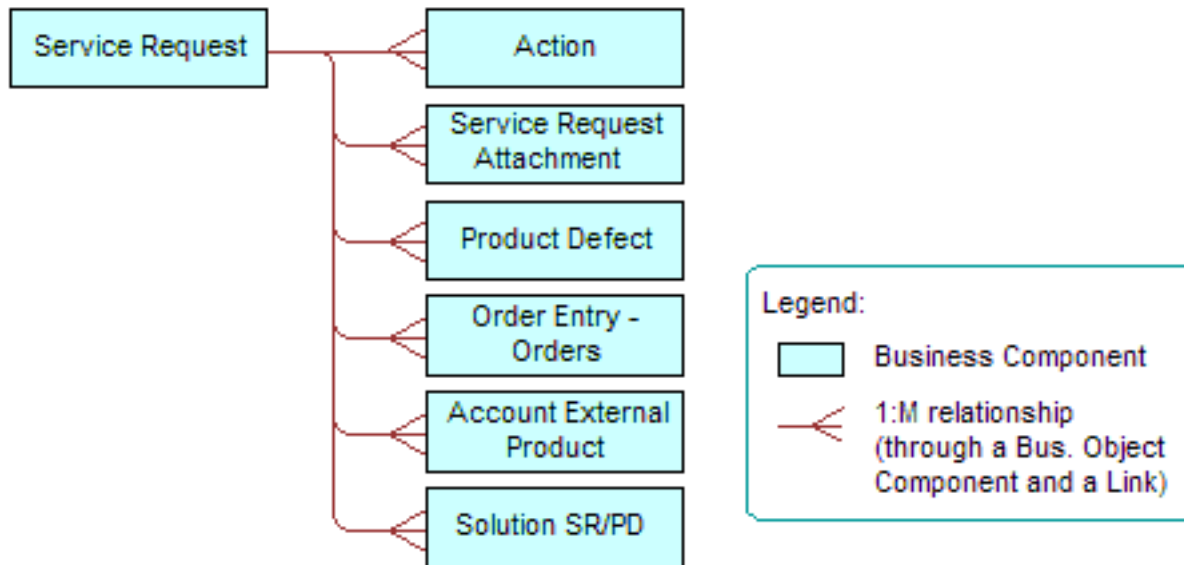 Service Request
Action
Service Request
Attachment
Product Defect
Order Entry -
Orders
Account External
Product
Solution SR/PD
Legend:
Business Component
1:M relationship
(through a Bus. Object
Component and a Link)